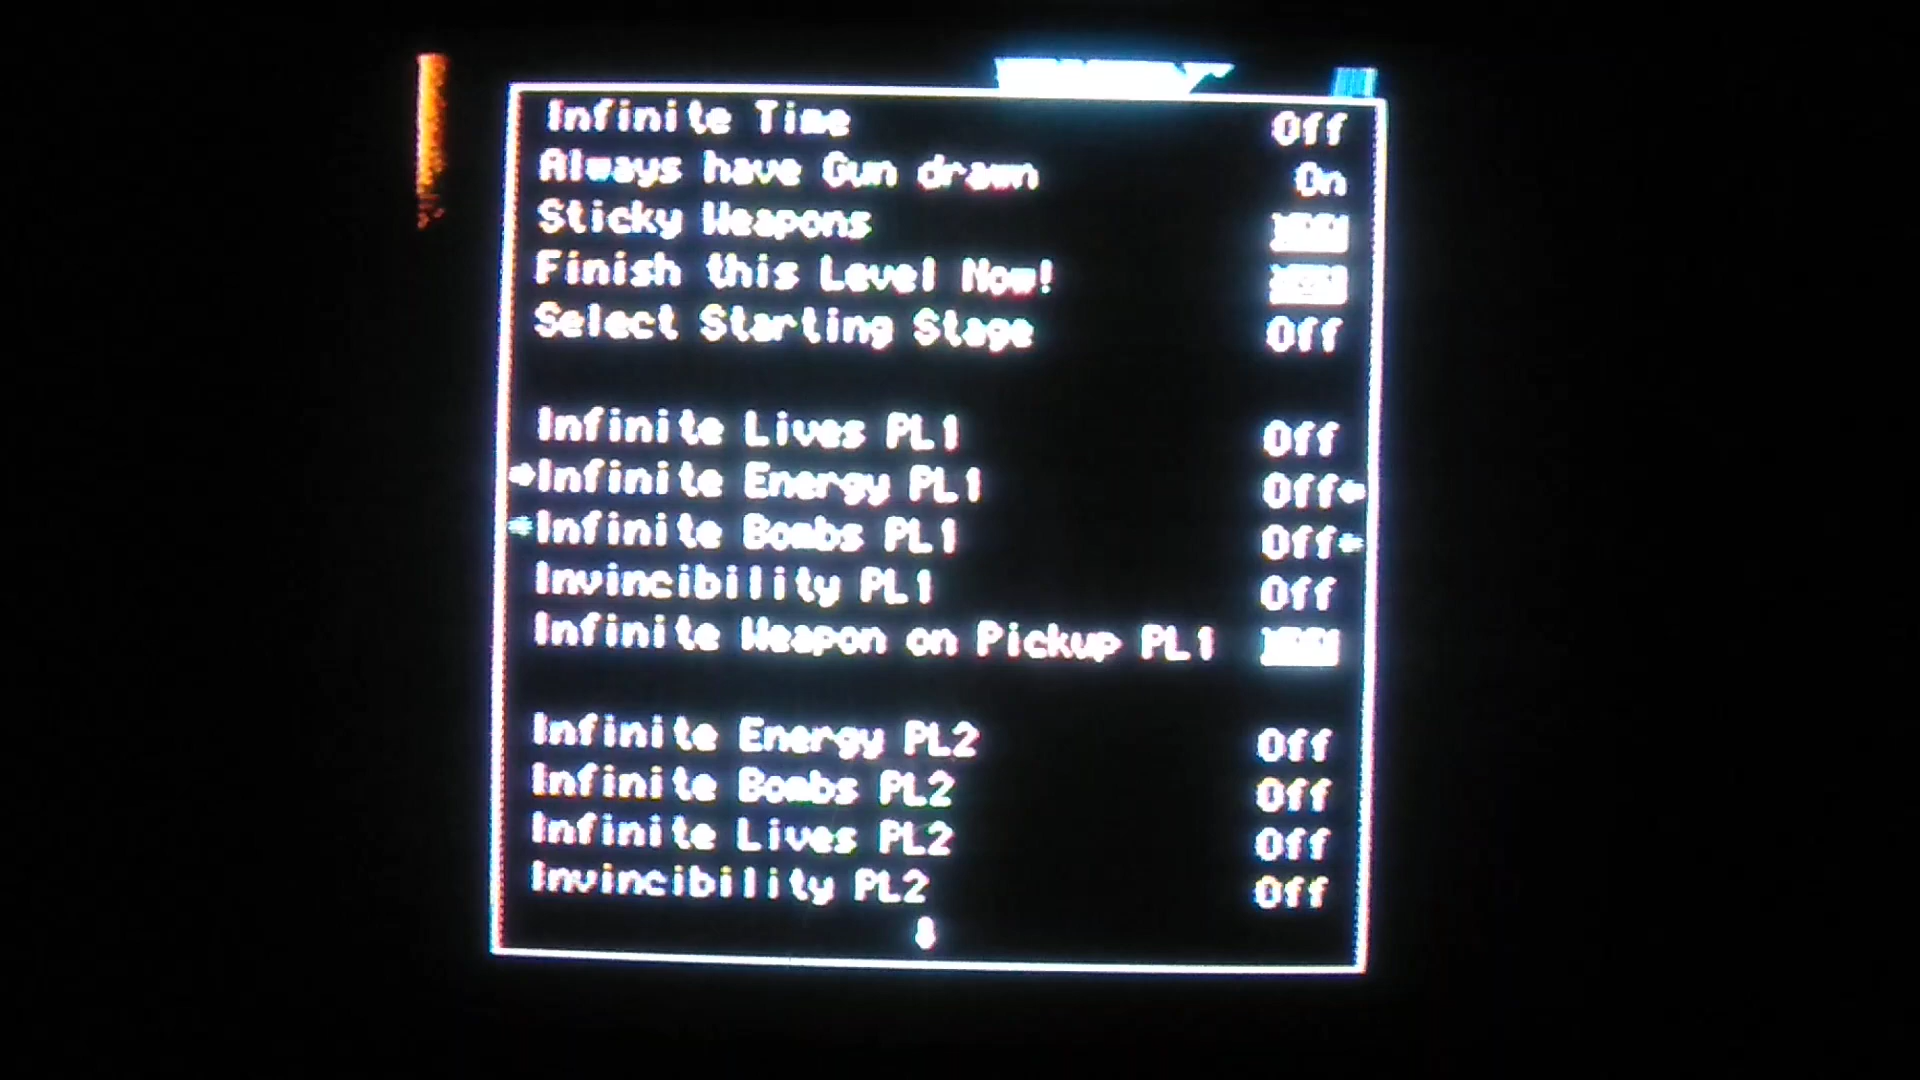 Infinite Time Off
Always have Gun drawn On
Sticky Weapons
Finish this Level Now!
Select Starting Stage Off
Infinite Lives PL1 Off
Infinite Energy PL1 Off
Infinite Bombs PL1 Off
Invincibility PL1 Off
Infinite Weapon on Pickup PL1
Infinite Energy PL2 Off
Infinite Bombs PL2 Off
Infinite Lives PL2 Off
Invincibility PL2 Off